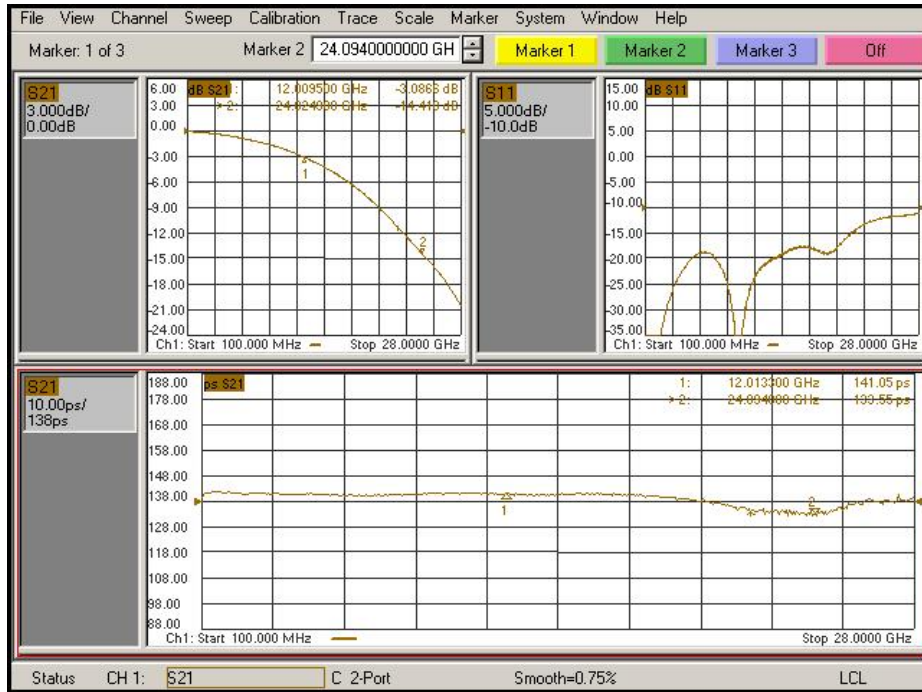 File View Channel Sweep Calibration Trace Scale Marker System Window Help
Marker: 1 of 3 Marker 2 24.0940000000 GH Marker 1 Marker 2 Marker 3 Off
S21
3.000dB/
0.00dB
6.00
3.00
0.00
-3.00
-6.00
-9.00
-12.00
-15.00
-18.00
-21.00
-24.00
dB S21
1: 12.009500 GHz -3.0866 dB
> 2: GHz dB
1
2
Ch1: Start 100.000 MHz Stop 28.0000 GHz
S11
5.000dB/
-10.0dB
15.00
10.00
5.00
0.00
-5.00
-10.00
-15.00
-20.00
-25.00
-30.00
-35.00
dB S11
Ch1: Start 100.000 MHz Stop 28.0000 GHz
S21
10.00ps/
138ps
188.00
178.00
168.00
158.00
148.00
138.00
128.00
118.00
108.00
98.00
88.00
ps S21
1: 12.013300 GHz 141.05 ps
> 2: GHz ps
1
2
Ch1: Start 100.000 MHz Stop 28.0000 GHz
Status CH 1: S21 C 2-Port Smooth=0.75% LCL